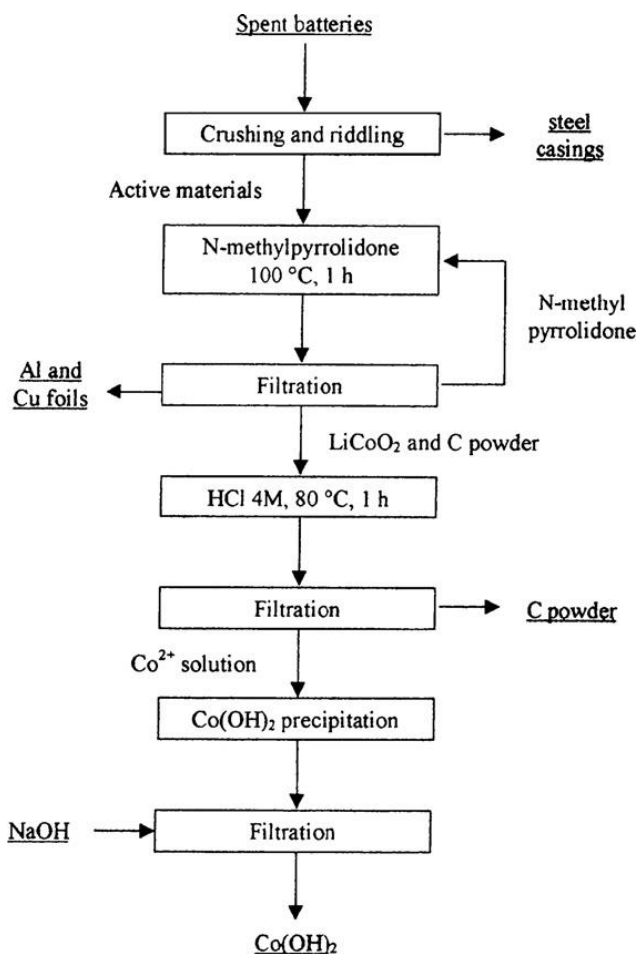 Spent batteries
Crushing and riddling
steel
casings
Active materials
N-methylpyrrolidone
100 °C, 1 h
N-methyl
pyrrolidone
Al and
Cu foils
Filtration
LiCoO₂ and C powder
HCl 4M, 80 °C, 1 h
Filtration
C powder
Co²⁺ solution
Co(OH)₂ precipitation
NaOH
Filtration
Co(OH)₂